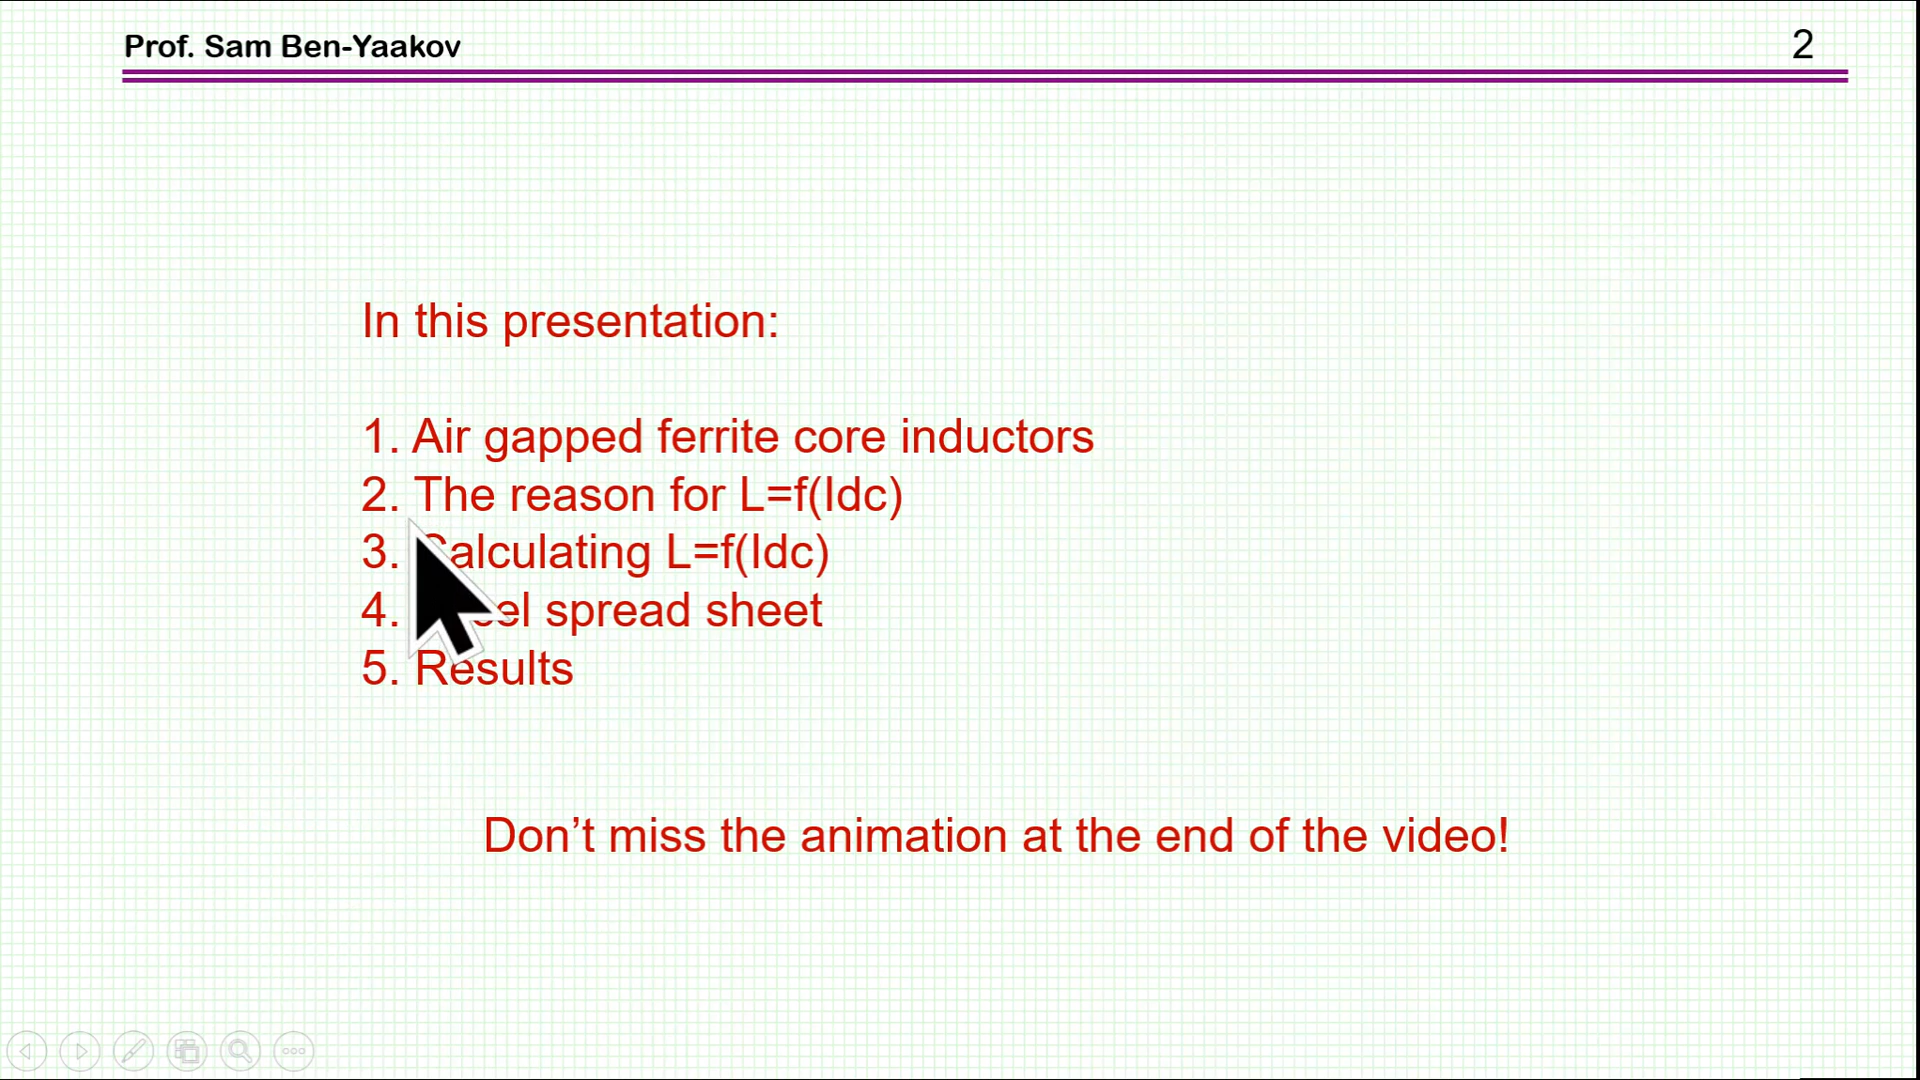 Prof. Sam Ben-Yaakov
2
In this presentation:
1. Air gapped ferrite core inductors
2. The reason for L=f(Idc)
3. Calculating L=f(Idc)
4. spread sheet
5. Results
Don’t miss the animation at the end of the video!